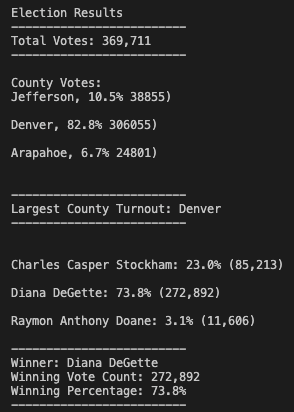 Election Results
-------------------------
Total Votes: 369,711
-------------------------
County Votes:
Jefferson, 10.5% 38855)
Denver, 82.8% 306055)
Arapahoe, 6.7% 24801)
-------------------------
Largest County Turnout: Denver
-------------------------
Charles Casper Stockham: 23.0% (85,213)
Diana DeGette: 73.8% (272,892)
Raymon Anthony Doane: 3.1% (11,606)
-------------------------
Winner: Diana DeGette
Winning Vote Count: 272,892
Winning Percentage: 73.8%
-------------------------